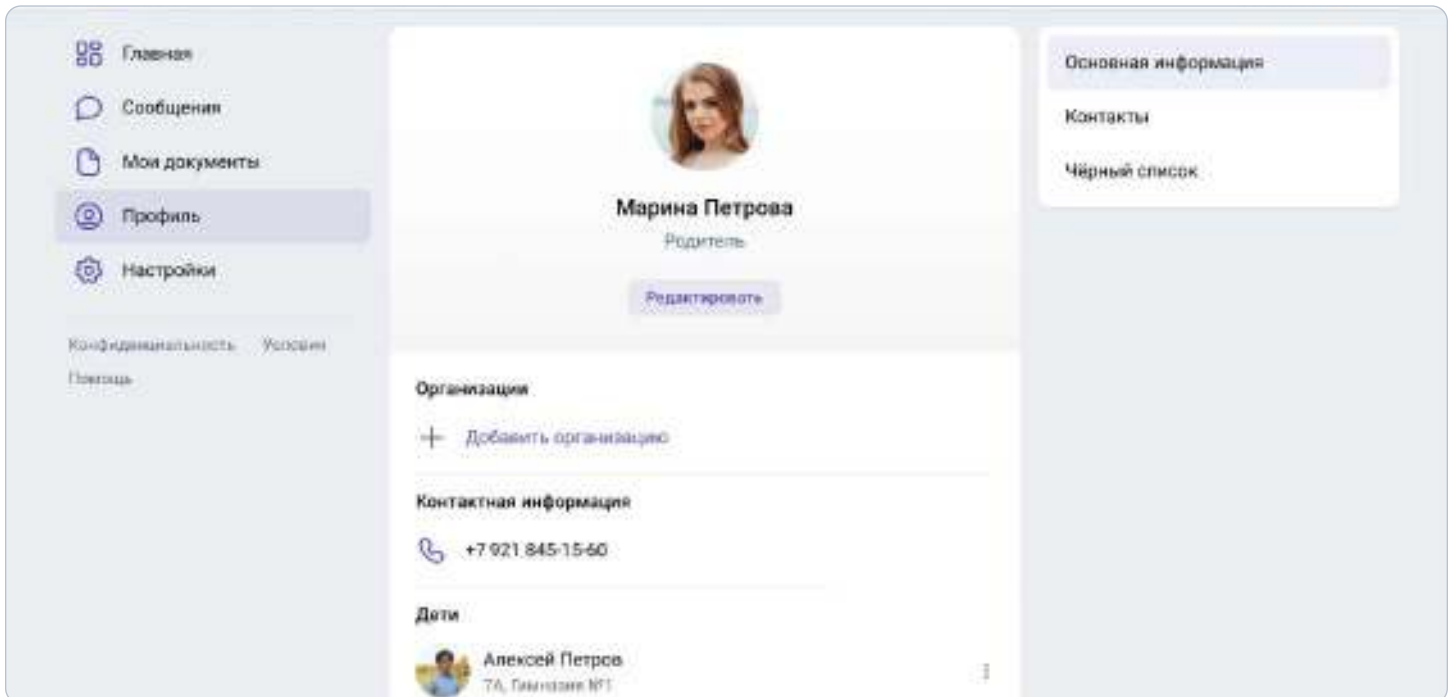 Главная
Сообщения
Мои документы
Профиль
Настройки
Конфиденциальность Условия
Помощь
Марина Петрова
Родитель
Редактировать
Организации
Добавить организацию
Контактная информация
+7 921 845-15-60
Дети
Алексей Петров
7А, Гимназия №1
Основная информация
Контакты
Чёрный список